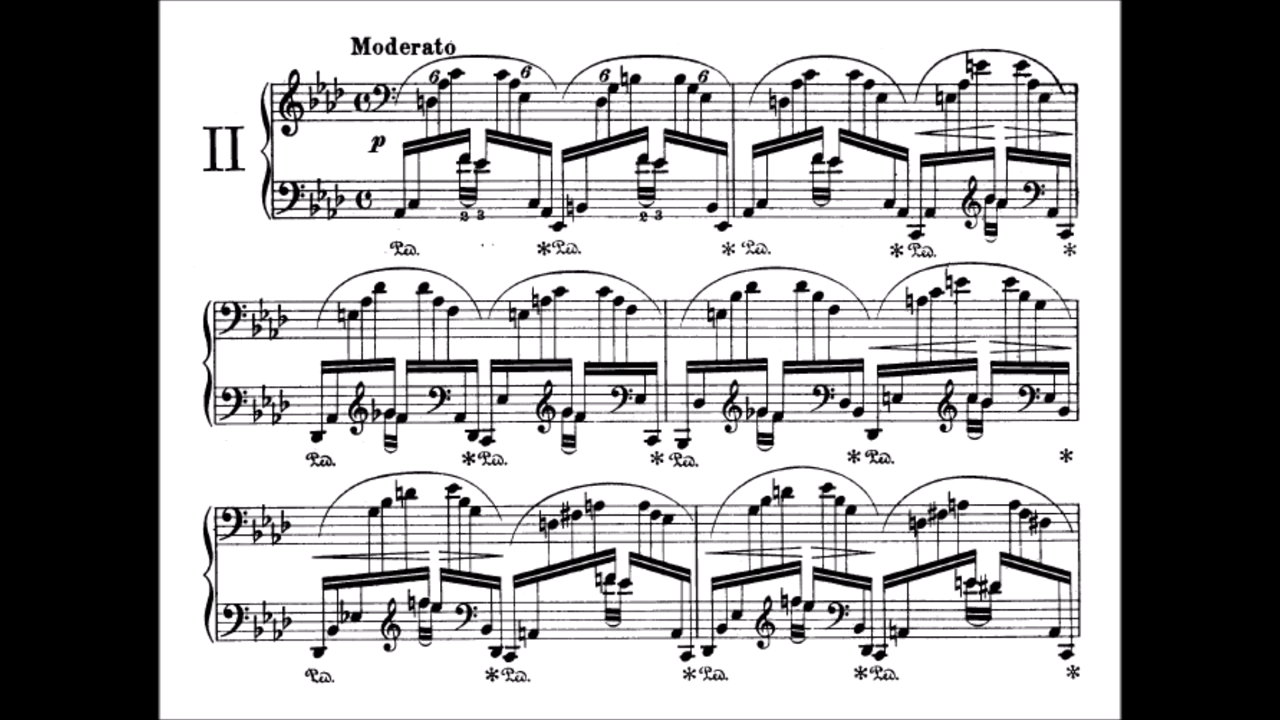 Moderato
6 6 6 6
II
p
2 3 2 3
Ped. * Ped. * Ped. * Ped. *
Ped. * Ped. * Ped. * Ped. *
Ped. * Ped. * Ped. * Ped. *